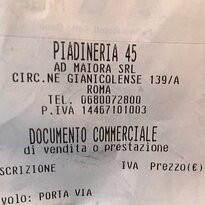 PIADINERIA 45
AD MAIORA SRL
CIRC.NE GIANICOLENSE 139/A
ROMA
TEL. 0680072800
P.IVA 14467101003
DOCUMENTO COMMERCIALE
di vendita o prestazione
SCRIZIONE IVA Prezzo(€)
volo: PORTA VIA